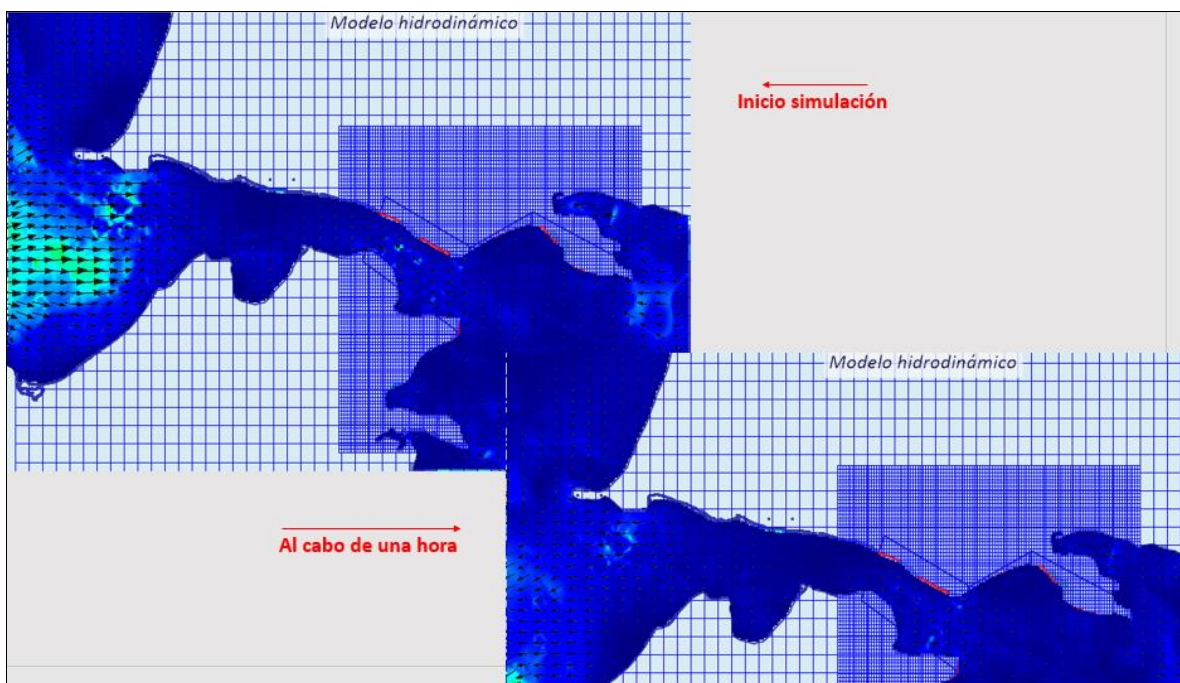 Modelo hidrodinámico
Inicio simulación
Modelo hidrodinámico
Al cabo de una hora